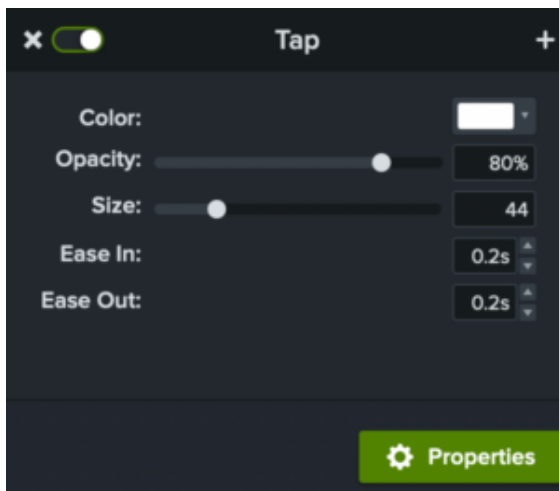 Tap
Color:
Opacity: 80%
Size: 44
Ease In: 0.2s
Ease Out: 0.2s
Properties